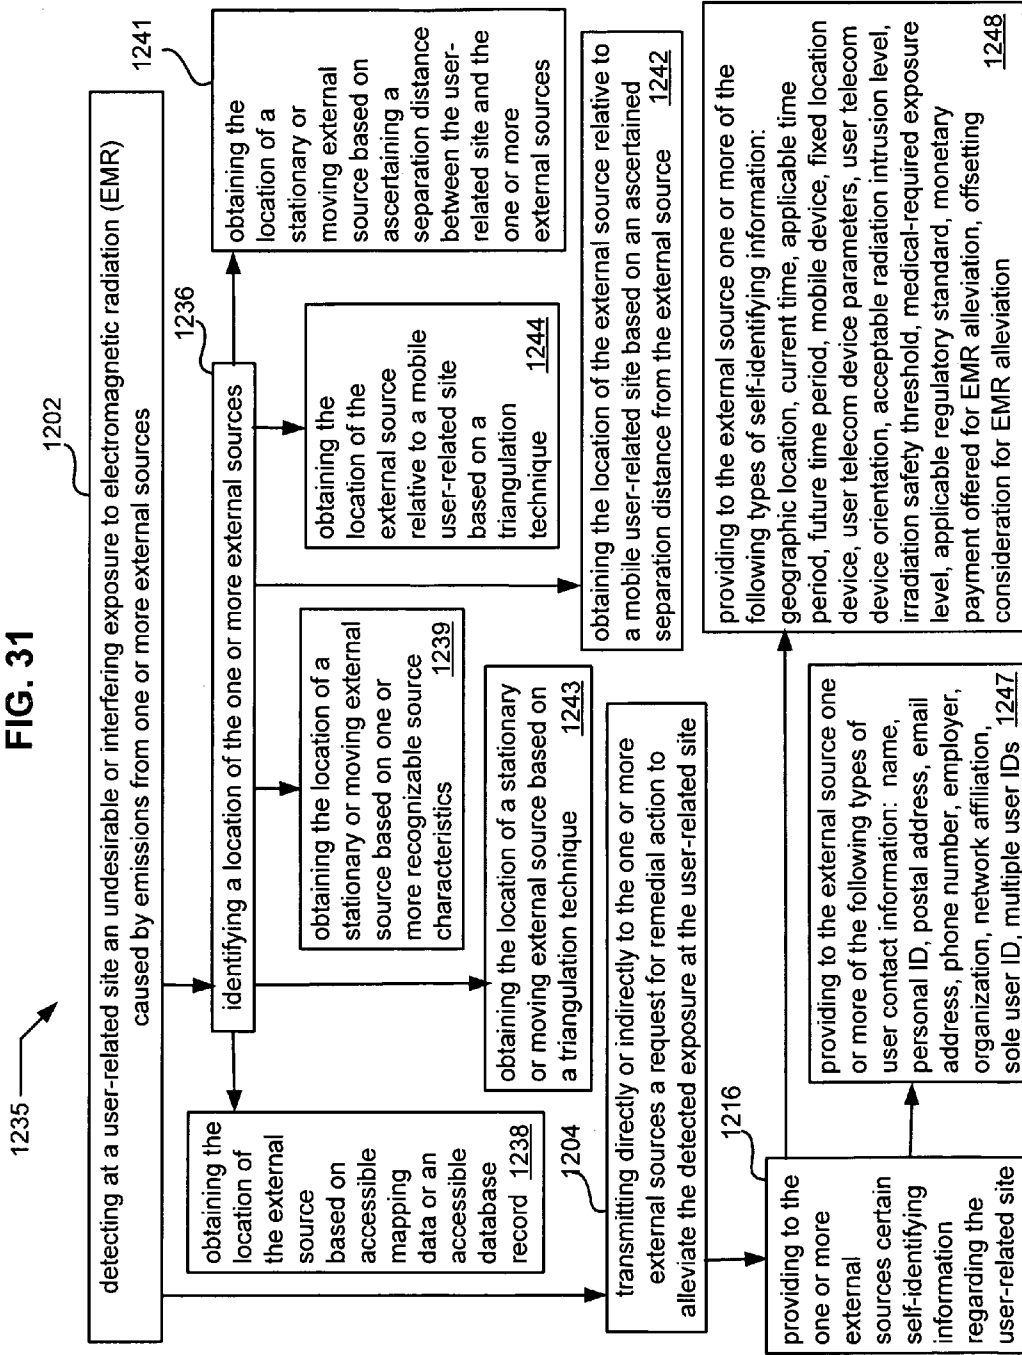 FIG. 31
1235
1202
detecting at a user-related site an undesirable or interfering exposure to electromagnetic radiation (EMR)
caused by emissions from one or more external sources
1236
identifying a location of the one or more external sources
1241
obtaining the
location of a
stationary or
moving external
source based on
ascertaining a
separation distance
between the user-
related site and the
one or more
external sources
obtaining the
location of
the external
source
based on
accessible
mapping
data or an
accessible
database
record 1238
obtaining the location of a
stationary or moving external
source based on one or
more recognizable source
characteristics 1239
obtaining the
location of the
external source
relative to a mobile
user-related site
based on a
triangulation
technique 1244
obtaining the location of a stationary
or moving external source based on
a triangulation technique 1243
obtaining the location of the external source relative to
a mobile user-related site based on an ascertained
separation distance from the external source 1242
1204
transmitting directly or indirectly to the one or more
external sources a request for remedial action to
alleviate the detected exposure at the user-related site
1216
providing to the
one or more
external
sources certain
self-identifying
information
regarding the
user-related site
providing to the external source one
or more of the following types of
user contact information: name,
personal ID, postal address, email
address, phone number, employer,
organization, network affiliation,
sole user ID, multiple user IDs 1247
providing to the external source one or more of the
following types of self-identifying information:
geographic location, current time, applicable time
period, future time period, mobile device, fixed location
device, user telecom device parameters, user telecom
device orientation, acceptable radiation intrusion level,
irradiation safety threshold, medical-required exposure
level, applicable regulatory standard, monetary
payment offered for EMR alleviation, offsetting
consideration for EMR alleviation 1248